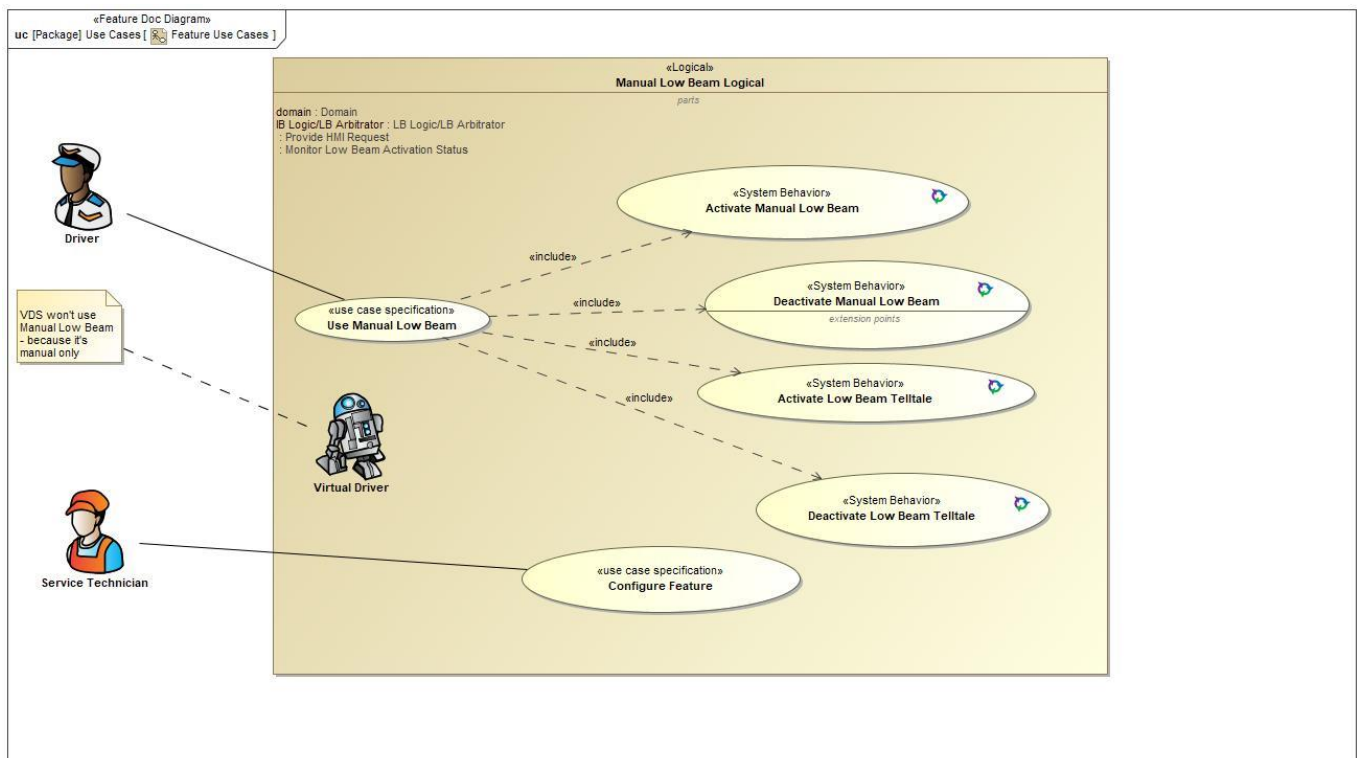 «Feature Doc Diagram»
uc [Package] Use Cases [ Feature Use Cases ]
«Logical»
Manual Low Beam Logical
parts
domain : Domain
lB Logic/LB Arbitrator : LB Logic/LB Arbitrator
: Provide HMI Request
: Monitor Low Beam Activation Status
Driver
«System Behavior»
Activate Manual Low Beam
«include»
«System Behavior»
Deactivate Manual Low Beam
extension points
«include»
«use case specification»
Use Manual Low Beam
VDS won't use
Manual Low Beam
- because it's
manual only
«include»
«System Behavior»
Activate Low Beam Telltale
«include»
Virtual Driver
«System Behavior»
Deactivate Low Beam Telltale
Service Technician
«use case specification»
Configure Feature